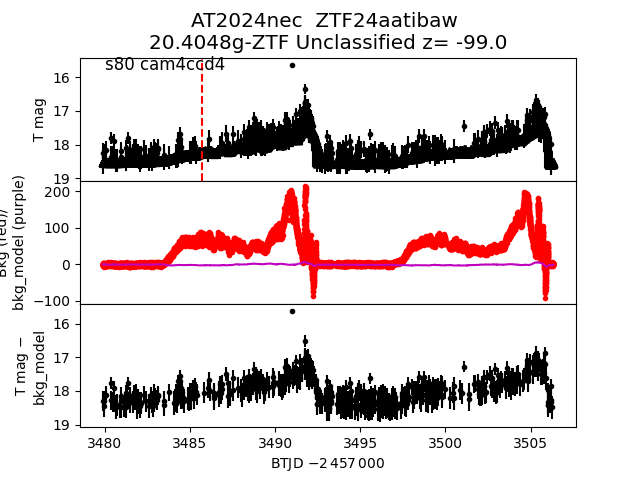 AT2024nec  ZTF24aatibaw
20.4048g-ZTF Unclassified z= -99.0
s80 cam4ccd4
T mag
16
17
18
19
Bkg (red)/
bkg_model (purple)
200
100
0
−100
T mag −
bkg_model
16
17
18
19
3480 3485 3490 3495 3500 3505
BTJD −2 457 000